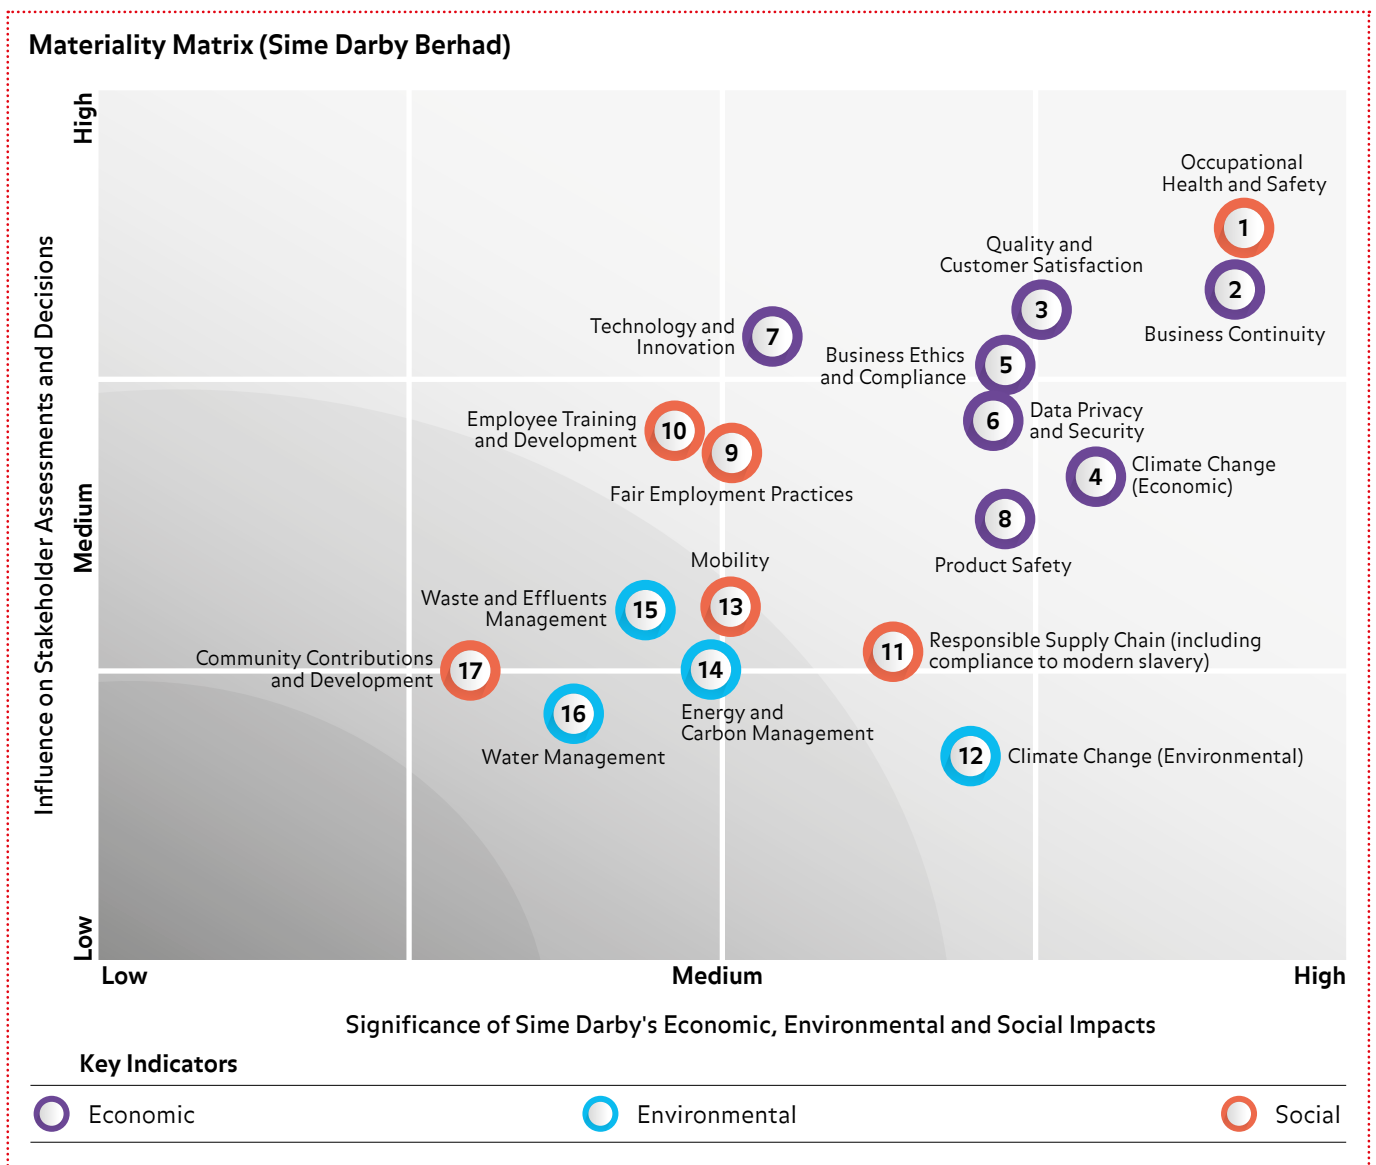 Materiality Matrix (Sime Darby Berhad)
High
Influence on Stakeholder Assessments and Decisions
Medium
Low
Occupational
Health and Safety
1
2
Business Continuity
Quality and
Customer Satisfaction
3
Technology and
Innovation
7
Business Ethics
and Compliance
5
6
Data Privacy
and Security
Employee Training
and Development
10
9
Fair Employment Practices
4
Climate Change
(Economic)
8
Product Safety
Mobility
13
Waste and Effluents
Management
15
11
Responsible Supply Chain (including
compliance to modern slavery)
Community Contributions
and Development
17
14
Energy and
Carbon Management
16
Water Management
12
Climate Change (Environmental)
Low
Medium
High
Significance of Sime Darby's Economic, Environmental and Social Impacts
Key Indicators
Economic
Environmental
Social